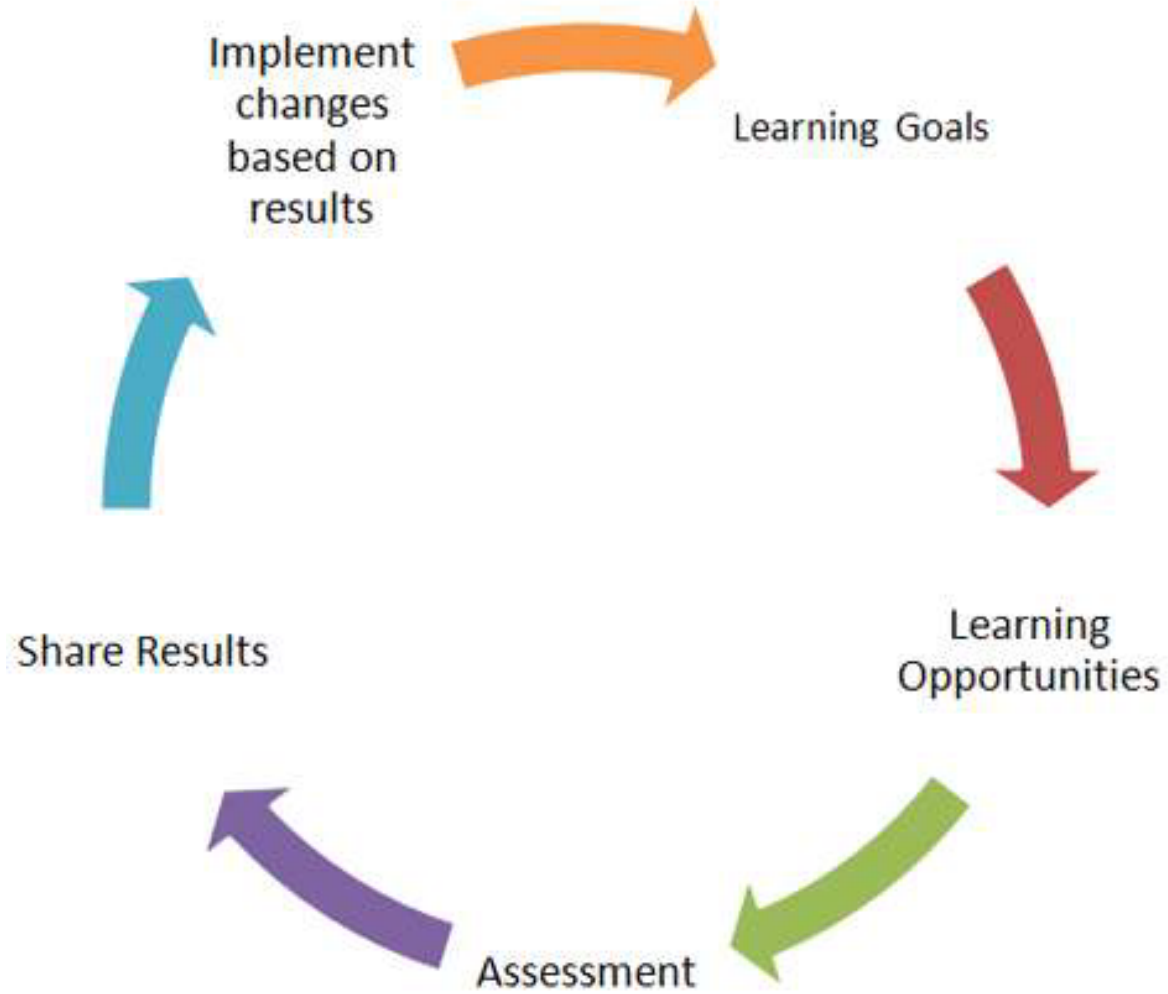 Implement
changes
based on
results
Learning Goals
Learning
Opportunities
Assessment
Share Results